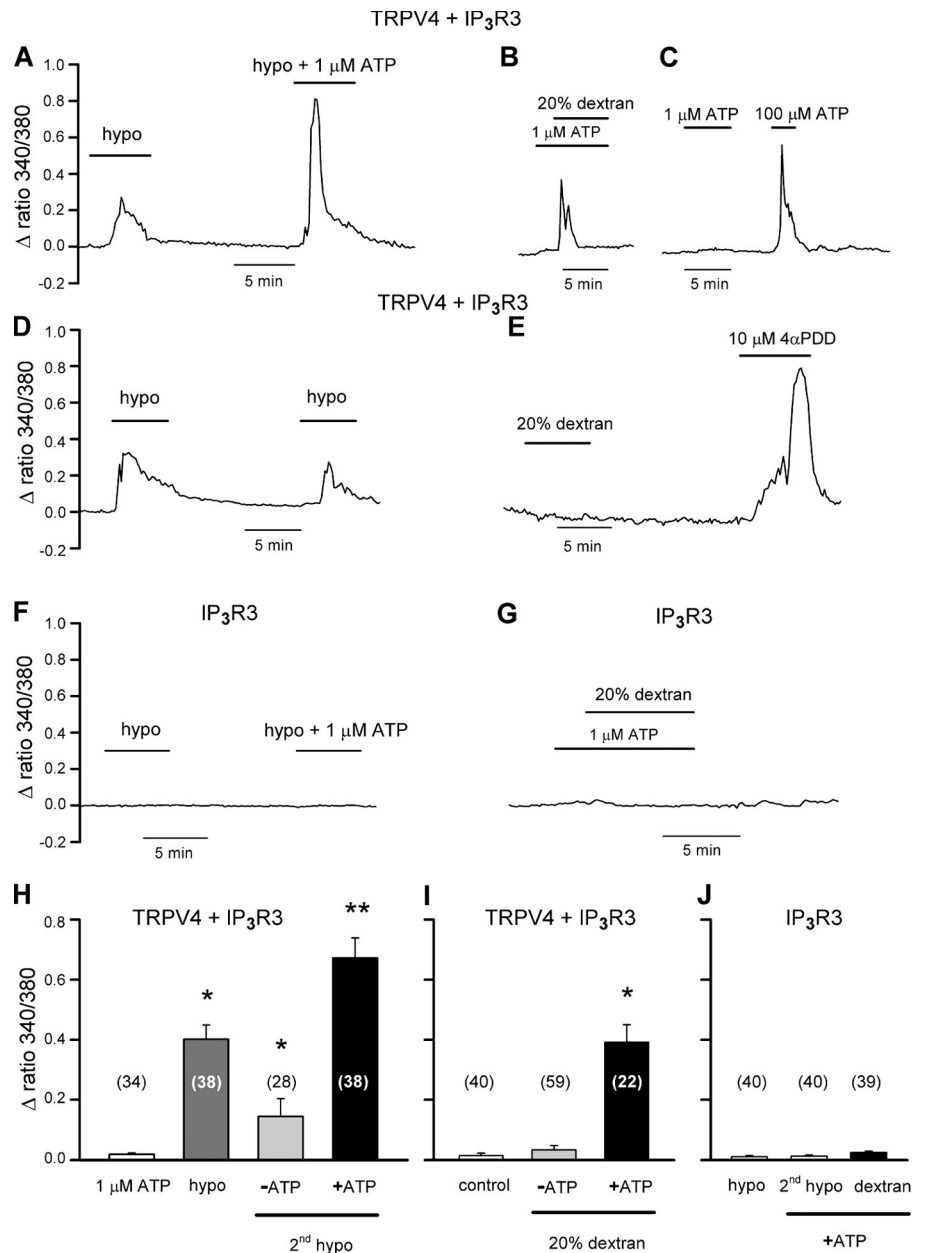 TRPV4 + IP3R3
A
B
C
1.0
0.8
0.6
0.4
0.2
0.0
-0.2
Δ ratio 340/380
hypo
hypo + 1 μM ATP
5 min
20% dextran
1 μM ATP
5 min
1 μM ATP
100 μM ATP
5 min
TRPV4 + IP3R3
D
E
1.0
0.8
0.6
0.4
0.2
0.0
-0.2
Δ ratio 340/380
hypo
hypo
5 min
10 μM 4αPDD
20% dextran
5 min
F
IP3R3
G
IP3R3
1.0
0.8
0.6
0.4
0.2
0.0
-0.2
Δ ratio 340/380
hypo
hypo + 1 μM ATP
5 min
20% dextran
1 μM ATP
5 min
H
TRPV4 + IP3R3
0.8
0.6
0.4
0.2
0.0
Δ ratio 340/380
*
*
**
(34)
(38)
(28)
(38)
1 μM ATP
hypo
-ATP
+ATP
2nd hypo
I
TRPV4 + IP3R3
*
(40)
(59)
(22)
control
-ATP
+ATP
20% dextran
J
IP3R3
(40)
(40)
(39)
hypo
2nd hypo
dextran
+ATP